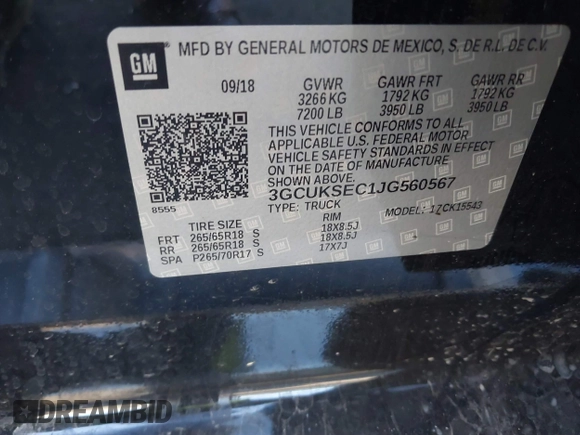 GM
MFD BY GENERAL MOTORS DE MEXICO, S. DE R.L. DE C.V.
09/18 GVWR GAWR FRT GAWR RR
3266 KG 1792 KG 1792 KG
7200 LB 3950 LB 3950 LB
THIS VEHICLE CONFORMS TO ALL
APPLICABLE U.S. FEDERAL MOTOR
VEHICLE SAFETY STANDARDS IN EFFECT
ON THE DATE OF MANUFACTURE
SHOWN ABOVE.
3GCUKSEC1JG560567
8555 TYPE: TRUCK MODEL: 1ZCK15543
TIRE SIZE RIM
FRT 265/65R18 S 18X8.5J
RR 265/65R18 S 18X8.5J
SPA P265/70R17 S 17X7J
DREAMBID